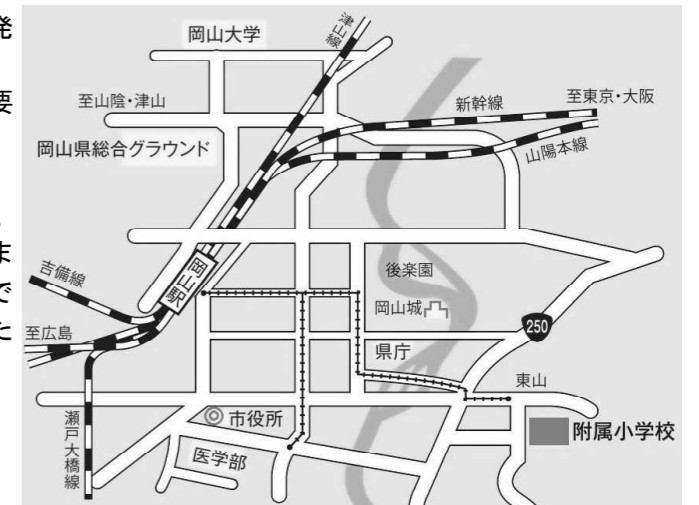 発
要
ま
で
た
岡山大学
津山線
至山陰・津山
新幹線
至東京・大阪
岡山県総合グラウンド
山陽本線
岡山駅
吉備線
後楽園
岡山城
至広島
250
県庁
東山
市役所
附属小学校
瀬戸大橋線
医学部